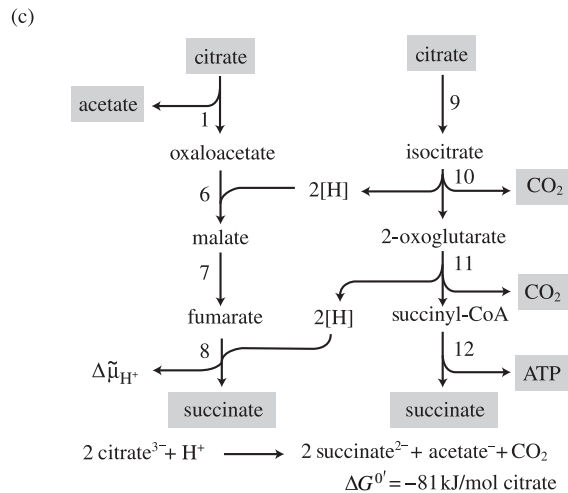 (c)
citrate citrate
acetate 1 9
oxaloacetate isocitrate
6 2[H] 10 CO₂
malate 2-oxoglutarate
7 11 CO₂
fumarate 2[H] succinyl-CoA
8 12
Δμ̃H⁺ ATP
succinate succinate
2 citrate³⁻ + H⁺ ⟶ 2 succinate²⁻ + acetate⁻ + CO₂
ΔG⁰′ = −81 kJ/mol citrate